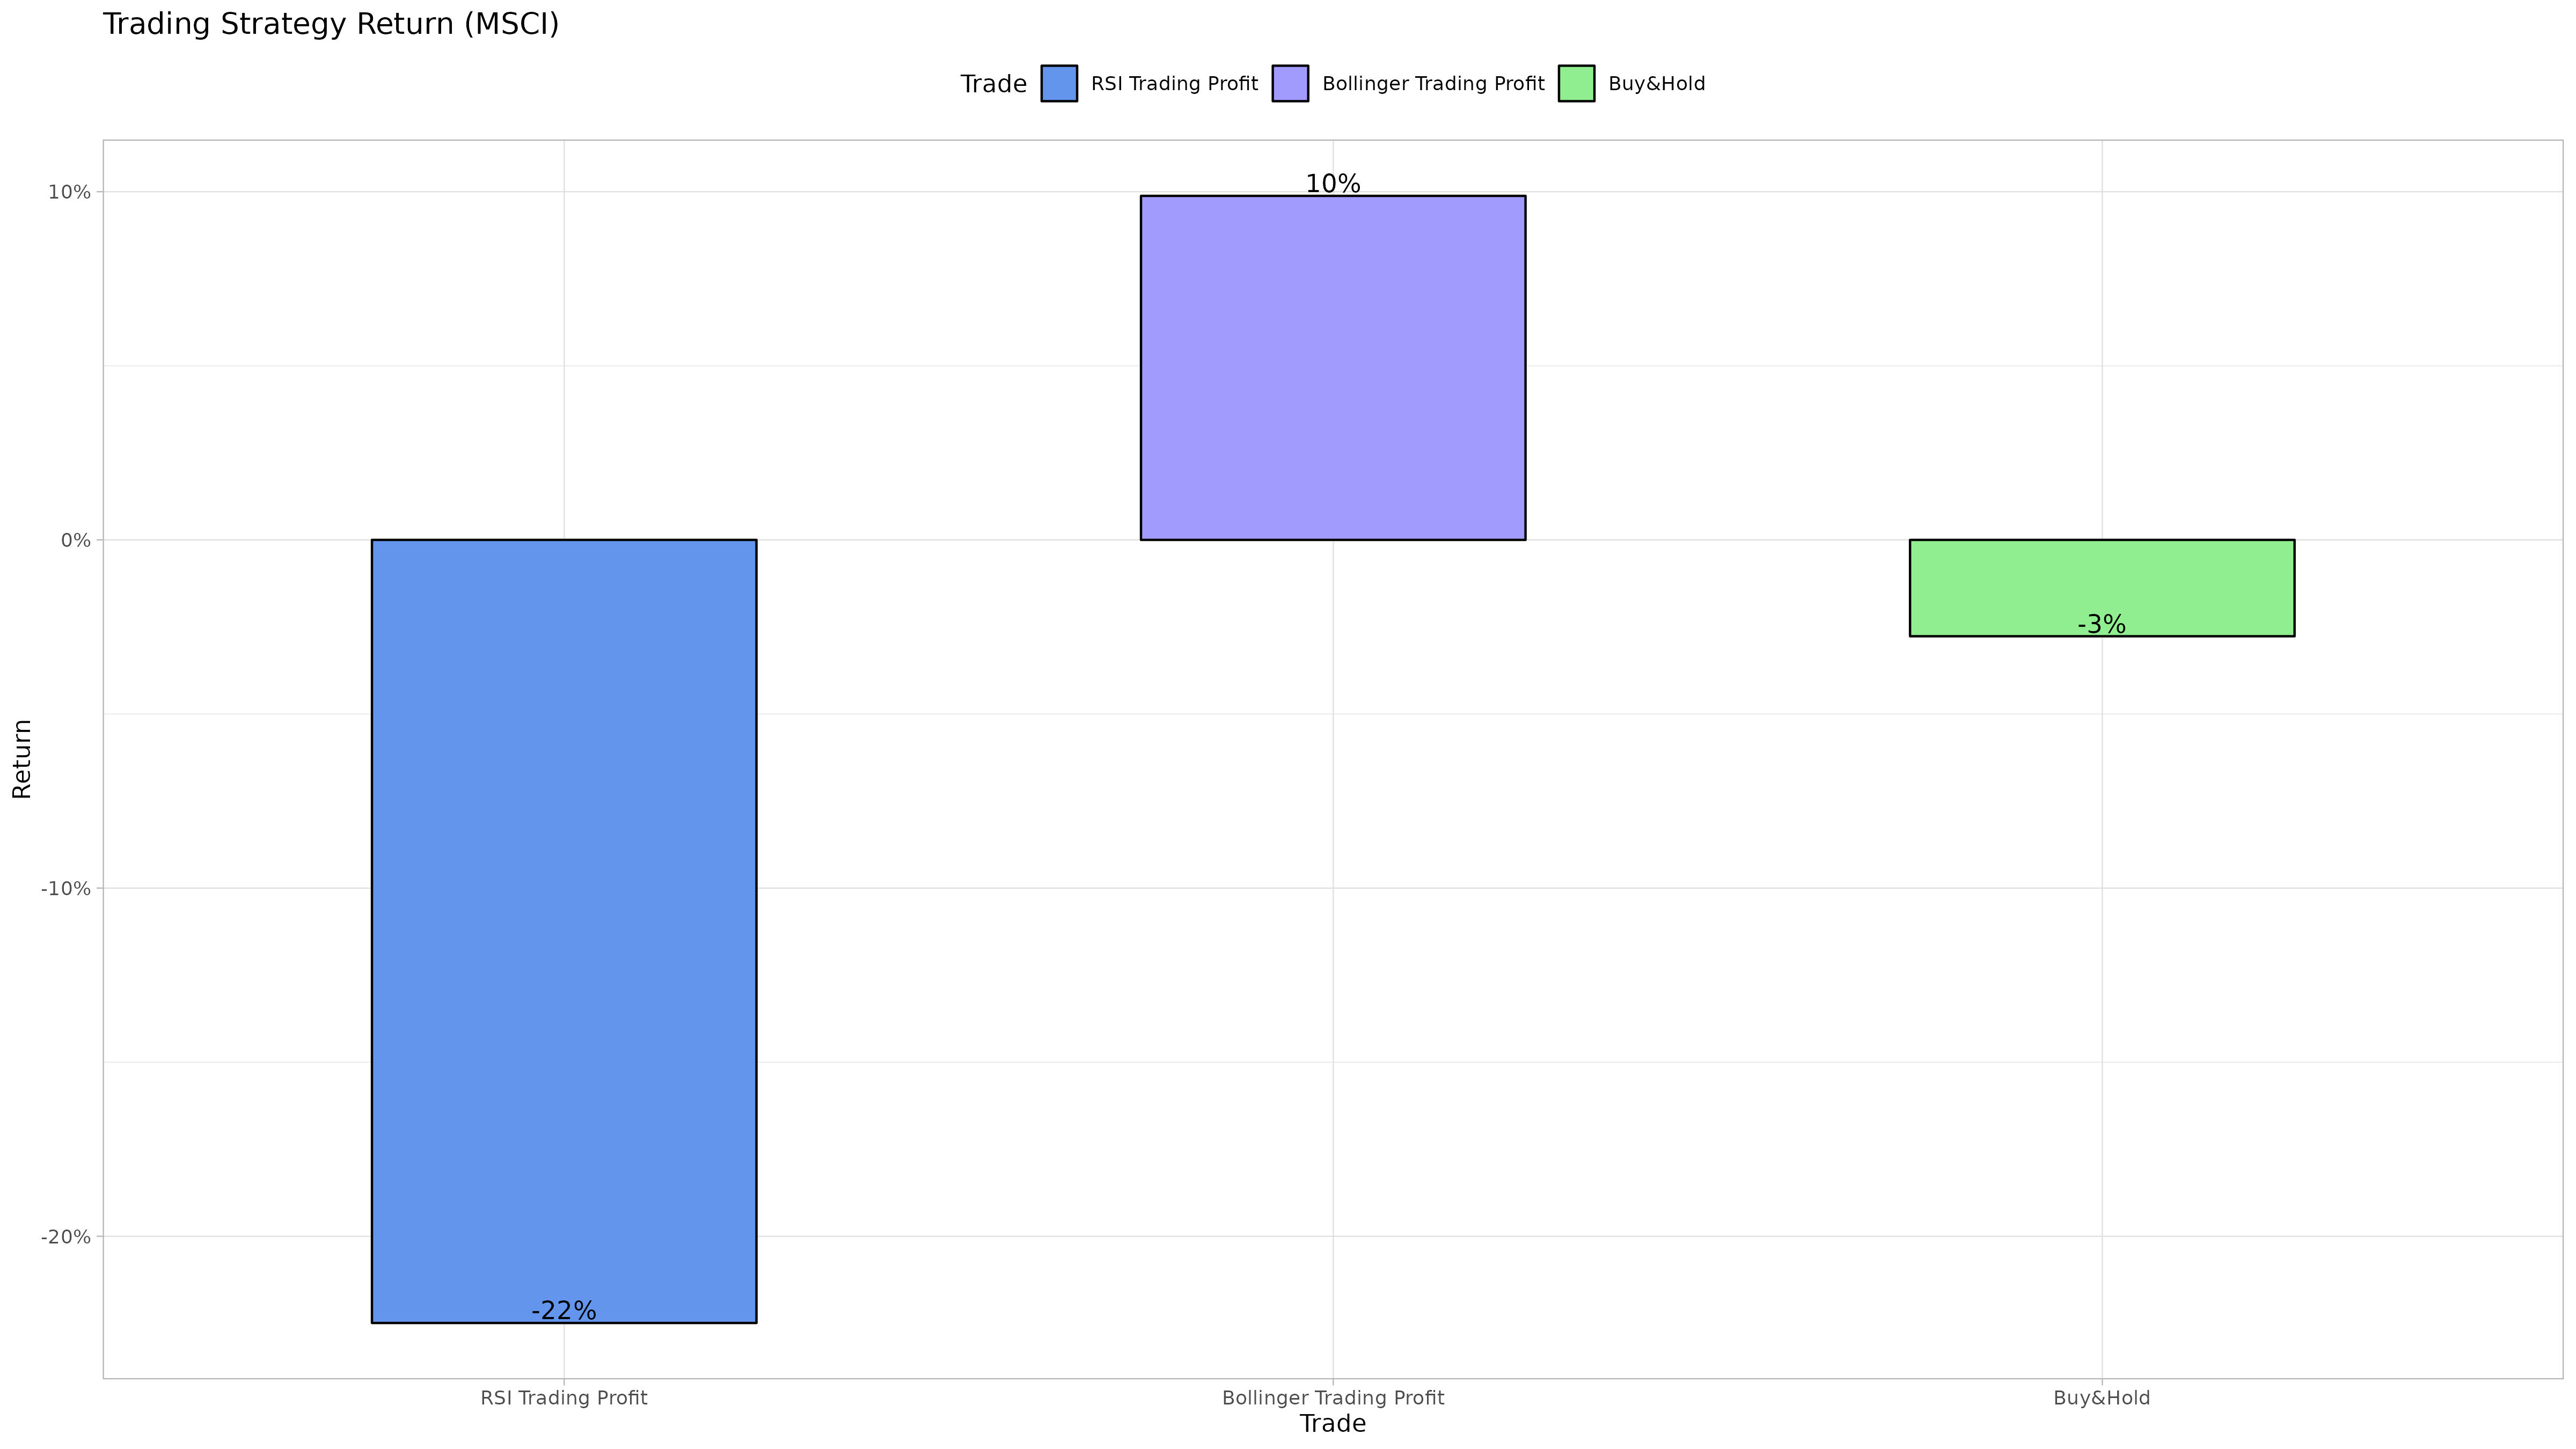 Trading Strategy Return (MSCI)
Trade RSI Trading Profit Bollinger Trading Profit Buy&Hold
10%
10%
0%
-3%
Return
-10%
-20%
-22%
RSI Trading Profit Bollinger Trading Profit Buy&Hold
Trade